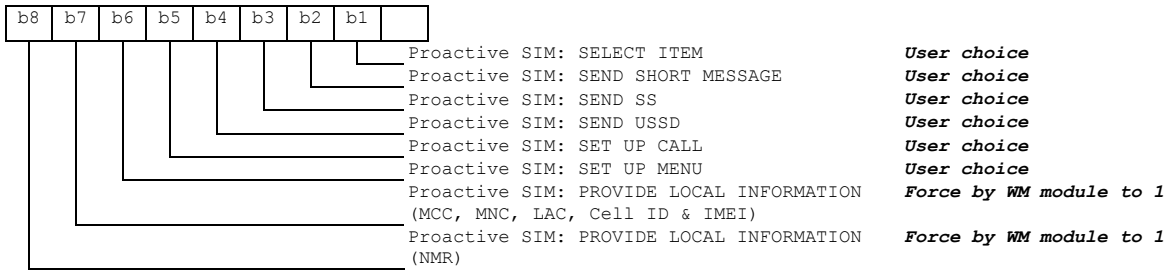 b8 b7 b6 b5 b4 b3 b2 b1
Proactive SIM: SELECT ITEM User choice
Proactive SIM: SEND SHORT MESSAGE User choice
Proactive SIM: SEND SS User choice
Proactive SIM: SEND USSD User choice
Proactive SIM: SET UP CALL User choice
Proactive SIM: SET UP MENU User choice
Proactive SIM: PROVIDE LOCAL INFORMATION Force by WM module to 1
(MCC, MNC, LAC, Cell ID & IMEI)
Proactive SIM: PROVIDE LOCAL INFORMATION Force by WM module to 1
(NMR)